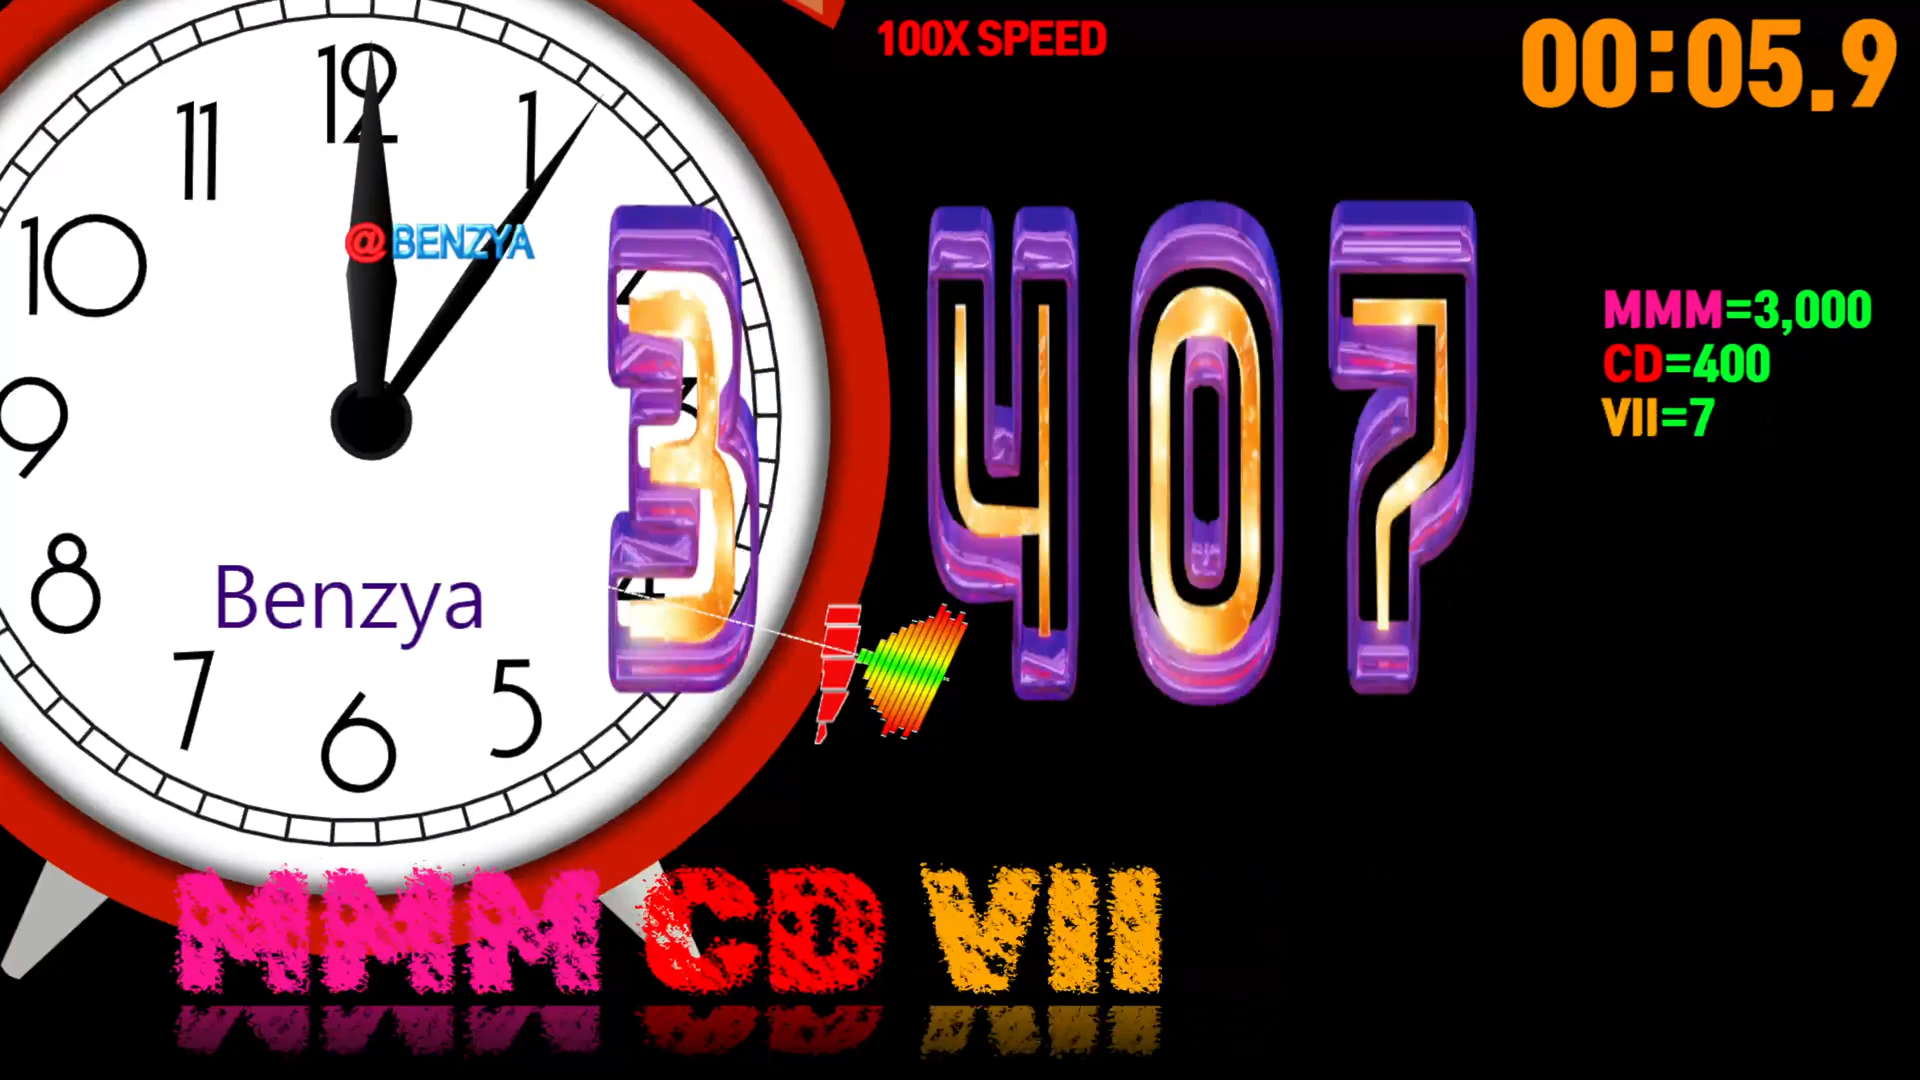 100X SPEED
00:05.9
12
11
1
10
@BENZYA
9
8
Benzya
7
5
6
3407
MMM=3,000
CD=400
VII=7
MMM CD VII